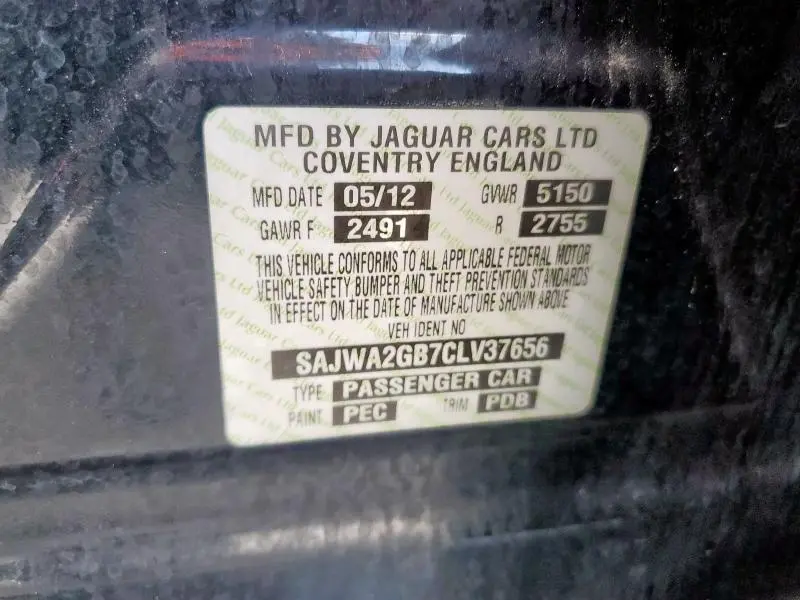 MFD BY JAGUAR CARS LTD
COVENTRY ENGLAND
MFD DATE 05/12 GVWR 5150
GAWR F 2491 R 2755
THIS VEHICLE CONFORMS TO ALL APPLICABLE FEDERAL MOTOR
VEHICLE SAFETY BUMPER AND THEFT PREVENTION STANDARDS
IN EFFECT ON THE DATE OF MANUFACTURE SHOWN ABOVE
VEH IDENT NO
SAJWA2GB7CLV37656
TYPE PASSENGER CAR
PAINT PEC TRIM PDB